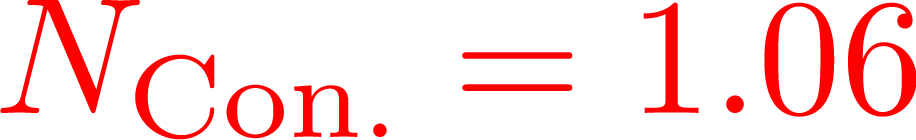 N_Con. = 1.06